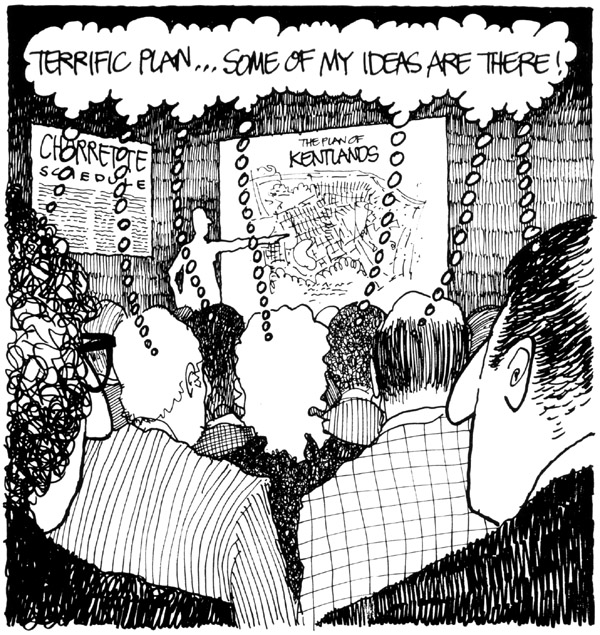 TERRIFIC PLAN... SOME OF MY IDEAS ARE THERE!
CHARRETTE
SCHEDULE
THE PLAN OF
KENTLANDS